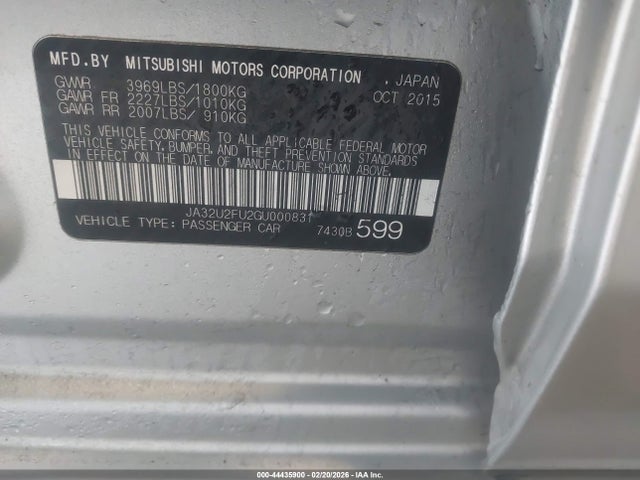 MFD.BY MITSUBISHI MOTORS CORPORATION , JAPAN
GVWR 3969LBS/1800KG OCT 2015
GAWR FR 2227LBS/1010KG
GAWR RR 2007LBS/ 910KG
THIS VEHICLE CONFORMS TO ALL APPLICABLE FEDERAL MOTOR
VEHICLE SAFETY, BUMPER, AND THEFT PREVENTION STANDARDS
IN EFFECT ON THE DATE OF MANUFACTURE SHOWN ABOVE.
JA32U2FU2GU000831
VEHICLE TYPE: PASSENGER CAR 7430B 599
000-44435900 - 02/20/2026 - IAA Inc.